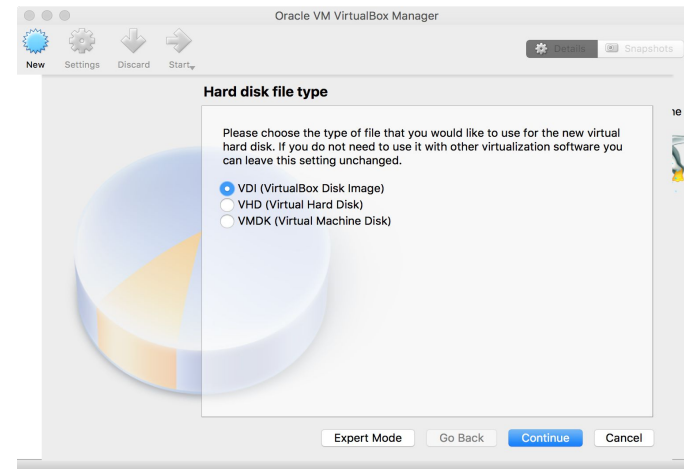 Oracle VM VirtualBox Manager
New Settings Discard Start
Details Snapshots
Hard disk file type
Please choose the type of file that you would like to use for the new virtual
hard disk. If you do not need to use it with other virtualization software you
can leave this setting unchanged.
VDI (VirtualBox Disk Image)
VHD (Virtual Hard Disk)
VMDK (Virtual Machine Disk)
Expert Mode Go Back Continue Cancel